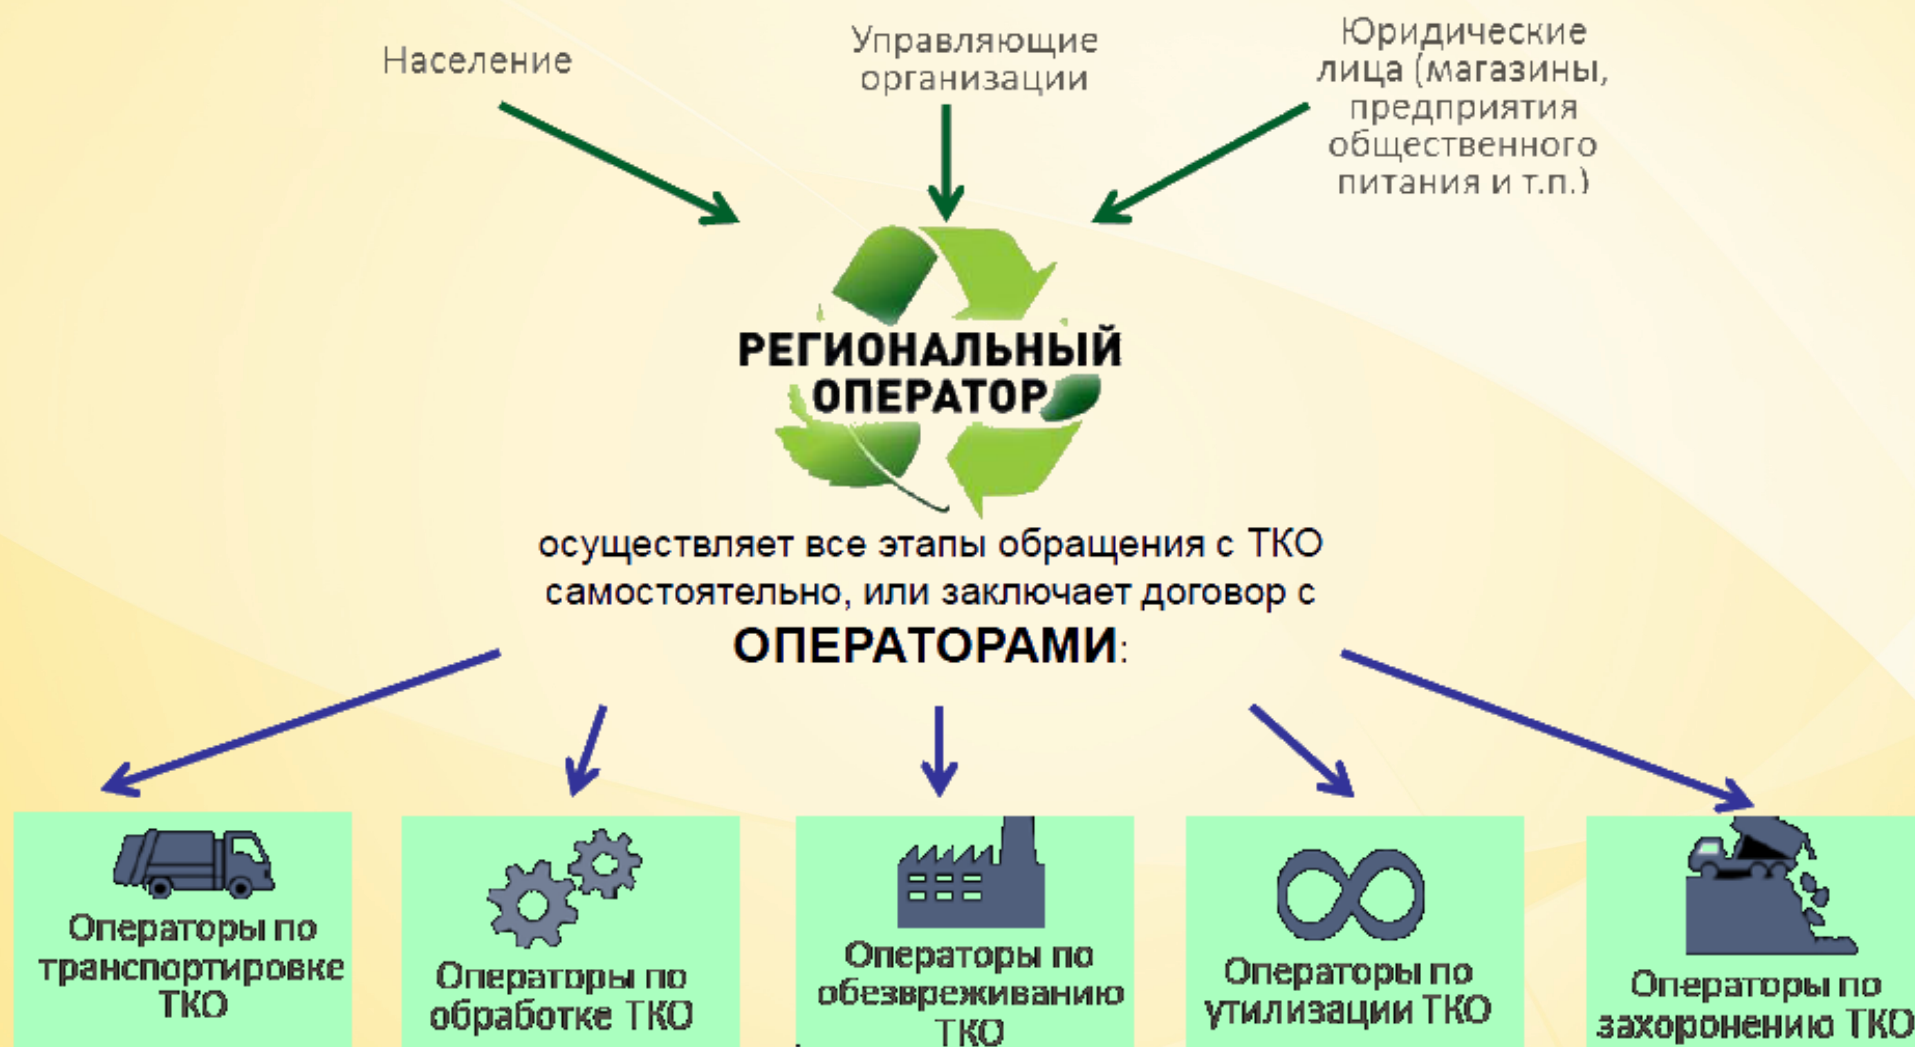 Население
Управляющие
организации
Юридические
лица (магазины,
предприятия
общественного
питания и т.п.)
РЕГИОНАЛЬНЫЙ
ОПЕРАТОР
осуществляет все этапы обращения с ТКО
самостоятельно, или заключает договор с
ОПЕРАТОРАМИ:
Операторы по
транспортировке
ТКО
Операторы по
обработке ТКО
Операторы по
обезвреживанию
ТКО
Операторы по
утилизации ТКО
Операторы по
захоронению ТКО